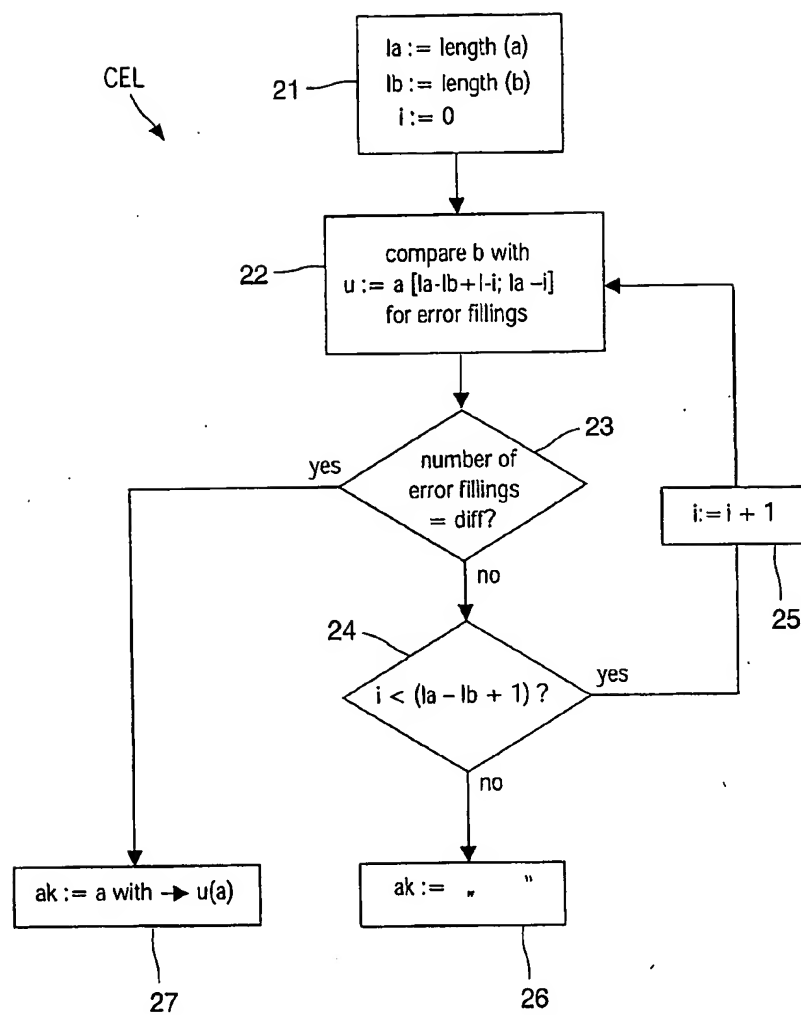 la := length (a)
lb := length (b)
i := 0
CEL
21
compare b with
u := a [la-lb+l-i; la -i]
for error fillings
22
23
number of
error fillings
= diff?
yes
no
i:= i + 1
25
24
i < (la – lb + 1) ?
yes
no
ak := a with → u(a)
27
ak := „ "
26